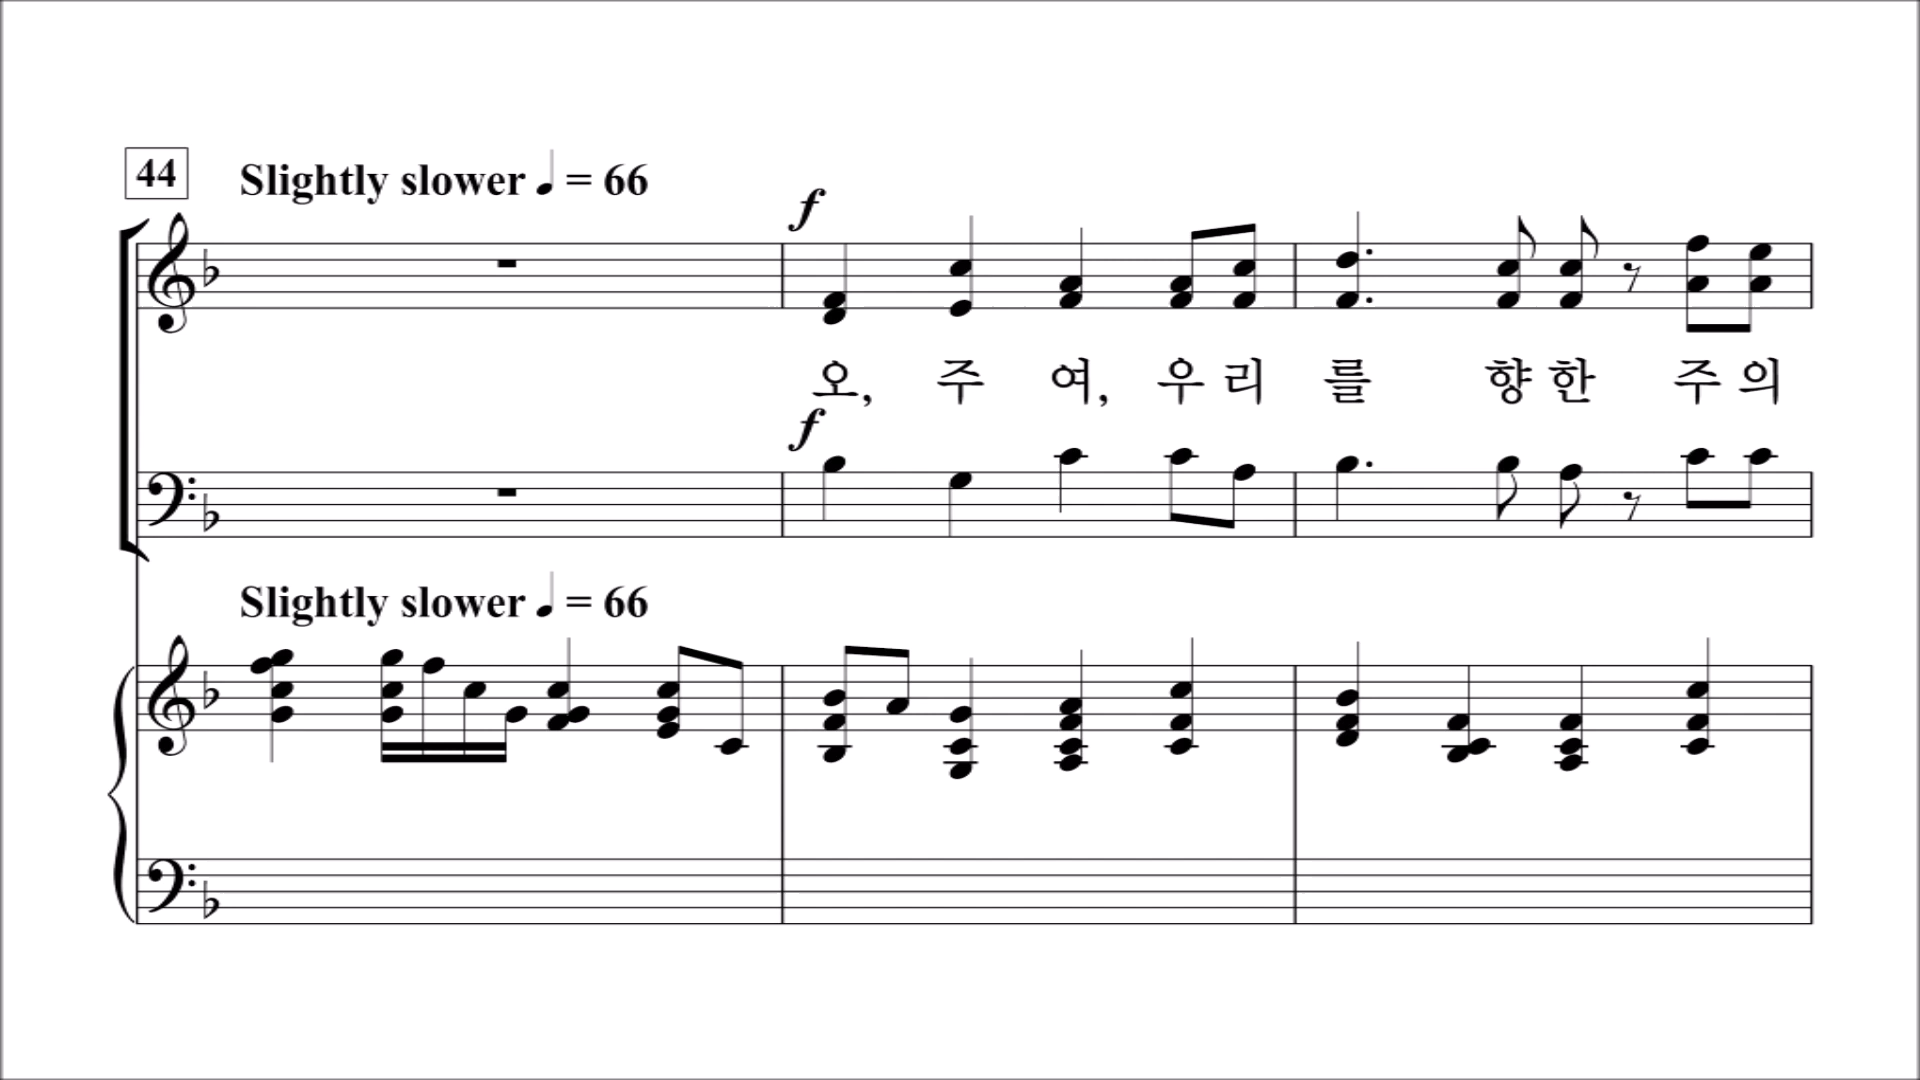 44
Slightly slower ♩ = 66
f
오, 주 여, 우 리 를 향 한 주 의
f
Slightly slower ♩ = 66